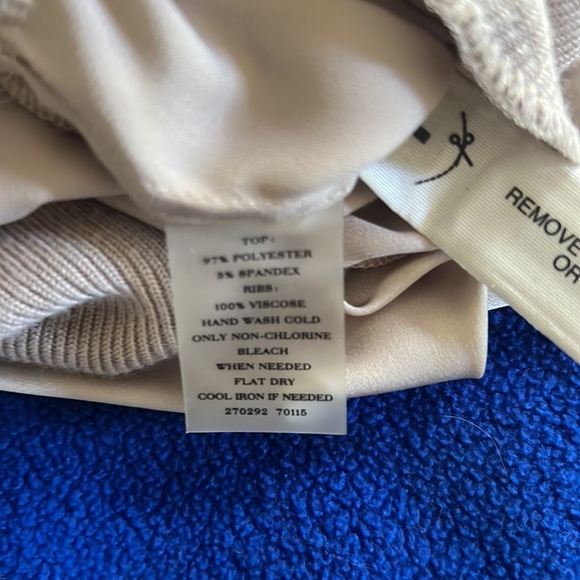 TOP:
97% POLYESTER
3% SPANDEX
RIBS:
100% VISCOSE
HAND WASH COLD
ONLY NON-CHLORINE
BLEACH
WHEN NEEDED
FLAT DRY
COOL IRON IF NEEDED
270292 70115
REMOVE
OR